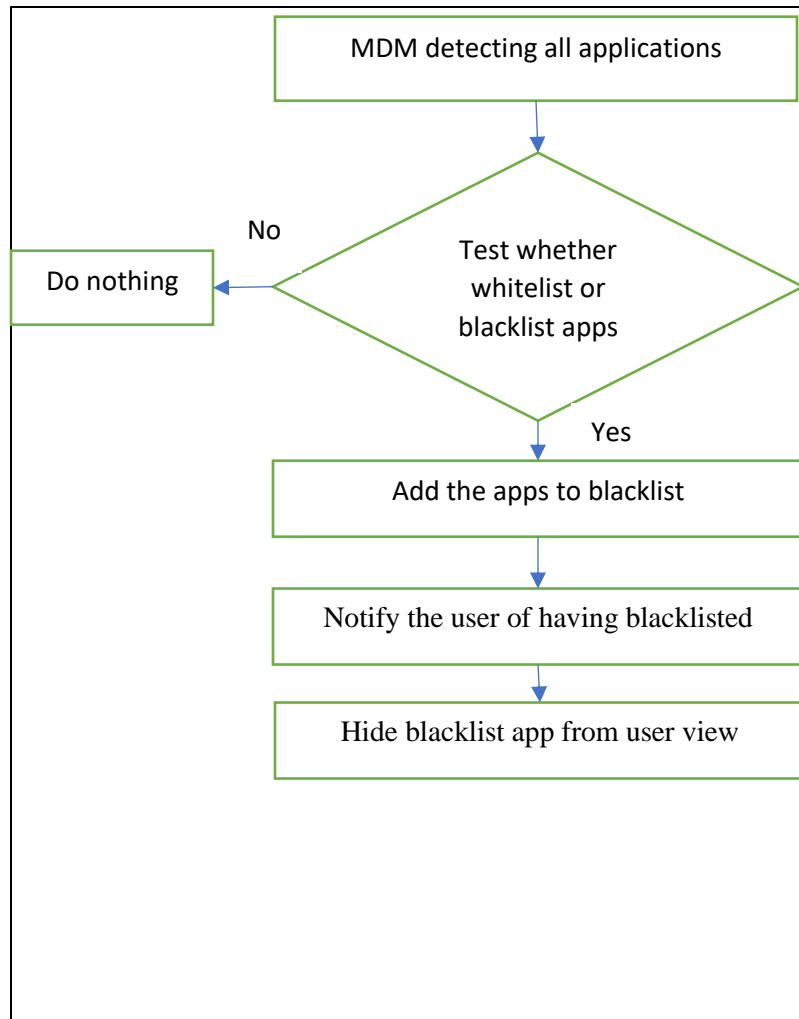 MDM detecting all applications
No
Test whether
whitelist or
blacklist apps
Do nothing
Yes
Add the apps to blacklist
Notify the user of having blacklisted
Hide blacklist app from user view